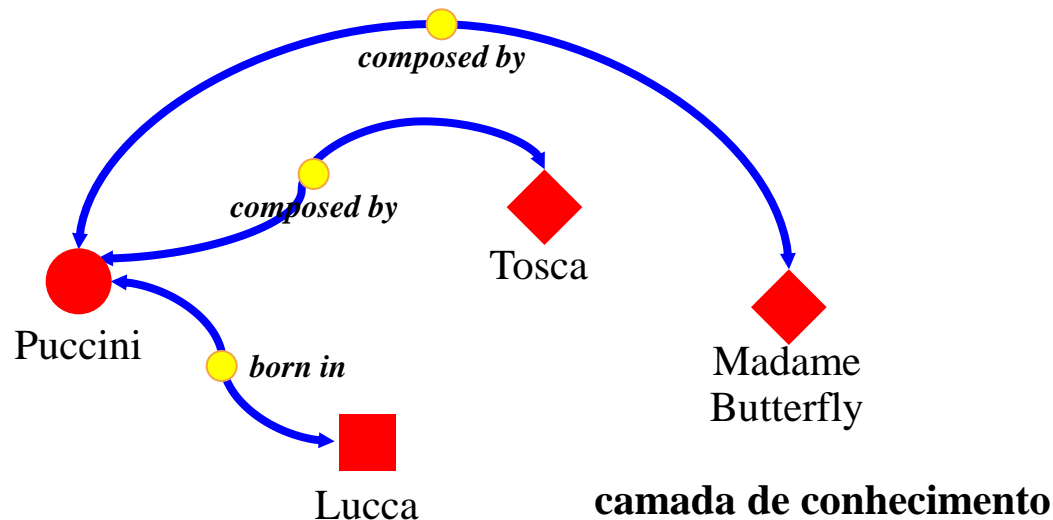 composed by
composed by
Tosca
Puccini
born in
Madame
Butterfly
Lucca
camada de conhecimento